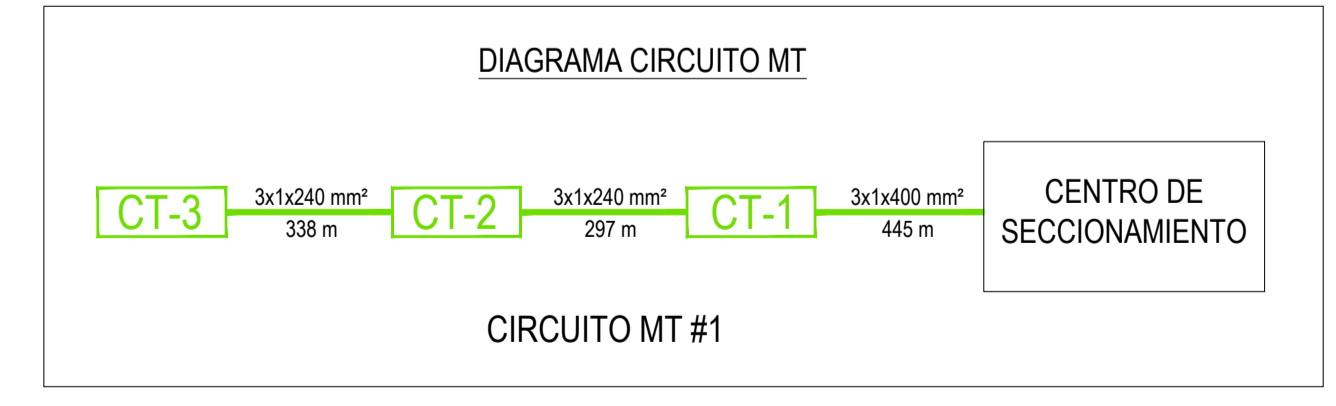 DIAGRAMA CIRCUITO MT
CT-3
3x1x240 mm²
338 m
CT-2
3x1x240 mm²
297 m
CT-1
3x1x400 mm²
445 m
CENTRO DE
SECCIONAMIENTO
CIRCUITO MT #1